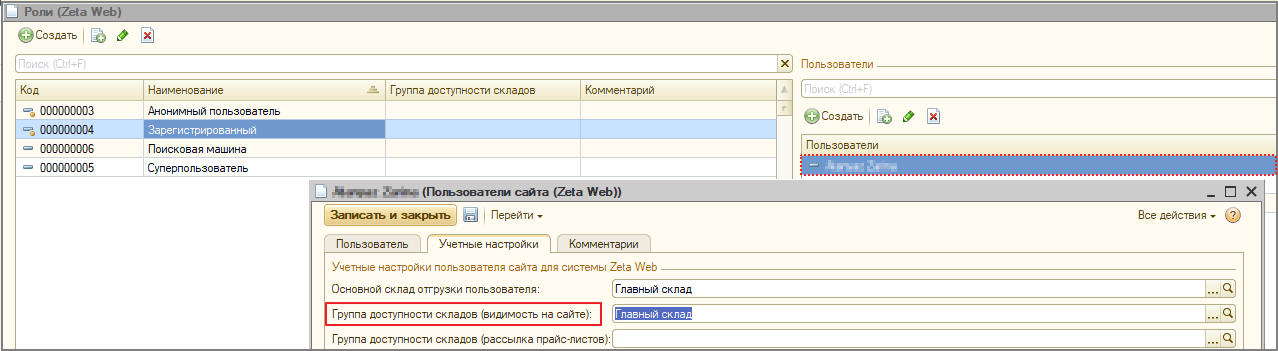 Роли (Zeta Web)
Создать
Поиск (Ctrl+F)
Код Наименование Группа доступности складов Комментарий
000000003 Анонимный пользователь
000000004 Зарегистрированный
000000006 Поисковая машина
000000005 Суперпользователь
Пользователи
Поиск (Ctrl+F)
Создать
Пользователи
(Пользователи сайта (Zeta Web))
Записать и закрыть Перейти Все действия
Пользователь Учетные настройки Комментарии
Учетные настройки пользователя сайта для системы Zeta Web
Основной склад отгрузки пользователя: Главный склад ...
Группа доступности складов (видимость на сайте): Главный склад ...
Группа доступности складов (рассылка прайс-листов): ...